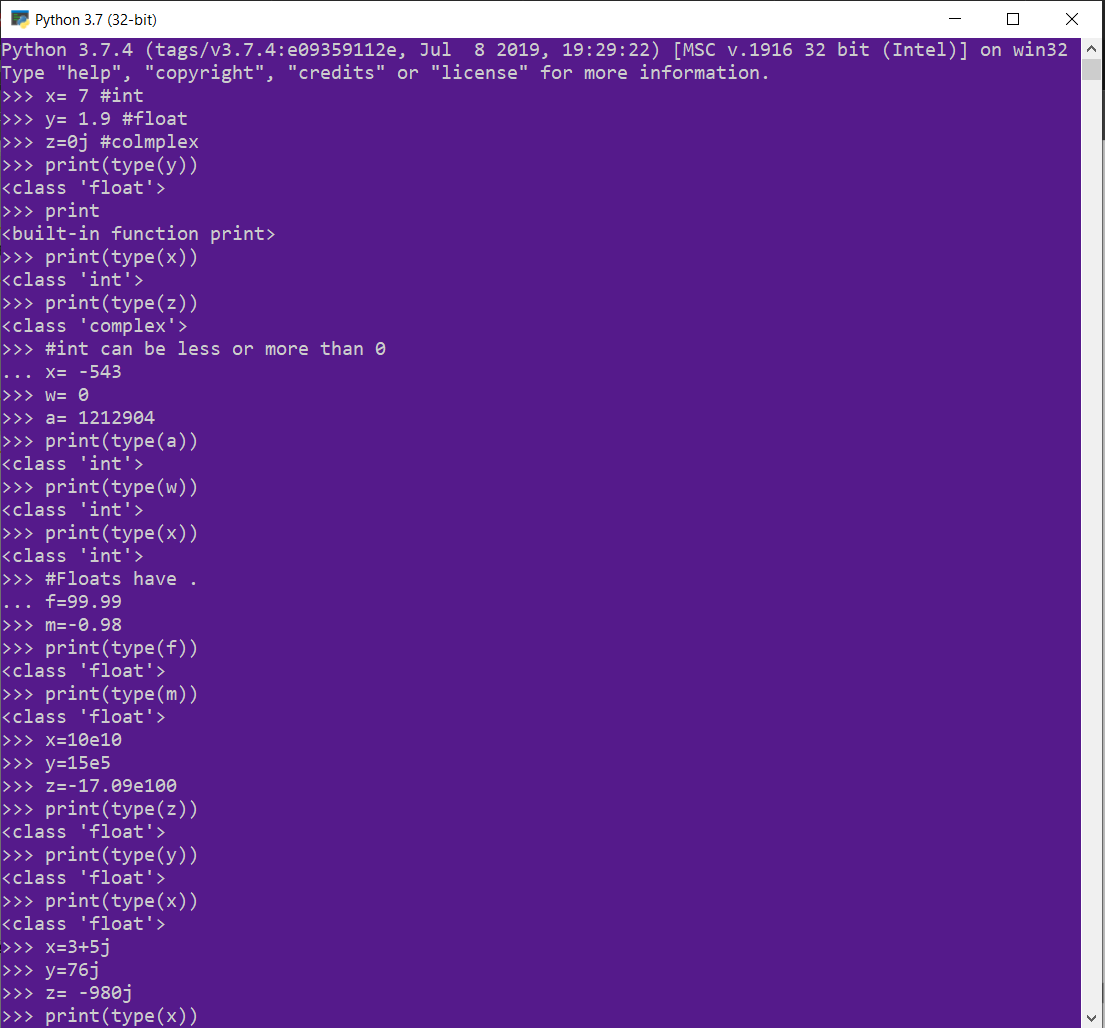 Python 3.7 (32-bit)
Python 3.7.4 (tags/v3.7.4:e09359112e, Jul  8 2019, 19:29:22) [MSC v.1916 32 bit (Intel)] on win32
Type "help", "copyright", "credits" or "license" for more information.
>>> x= 7 #int
>>> y= 1.9 #float
>>> z=0j #colmplex
>>> print(type(y))
<class 'float'>
>>> print
<built-in function print>
>>> print(type(x))
<class 'int'>
>>> print(type(z))
<class 'complex'>
>>> #int can be less or more than 0
... x= -543
>>> w= 0
>>> a= 1212904
>>> print(type(a))
<class 'int'>
>>> print(type(w))
<class 'int'>
>>> print(type(x))
<class 'int'>
>>> #Floats have .
... f=99.99
>>> m=-0.98
>>> print(type(f))
<class 'float'>
>>> print(type(m))
<class 'float'>
>>> x=10e10
>>> y=15e5
>>> z=-17.09e100
>>> print(type(z))
<class 'float'>
>>> print(type(y))
<class 'float'>
>>> print(type(x))
<class 'float'>
>>> x=3+5j
>>> y=76j
>>> z= -980j
>>> print(type(x))